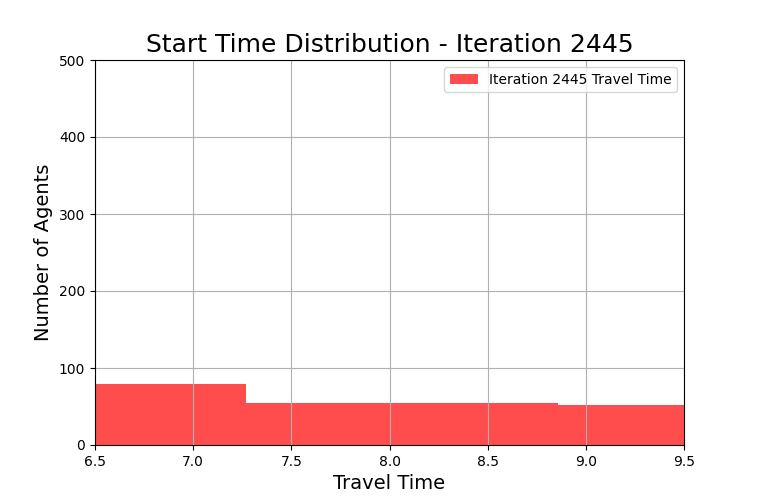 Start Time Distribution - Iteration 2445
500
400
300
200
100
0
Number of Agents
Iteration 2445 Travel Time
6.5 7.0 7.5 8.0 8.5 9.0 9.5
Travel Time